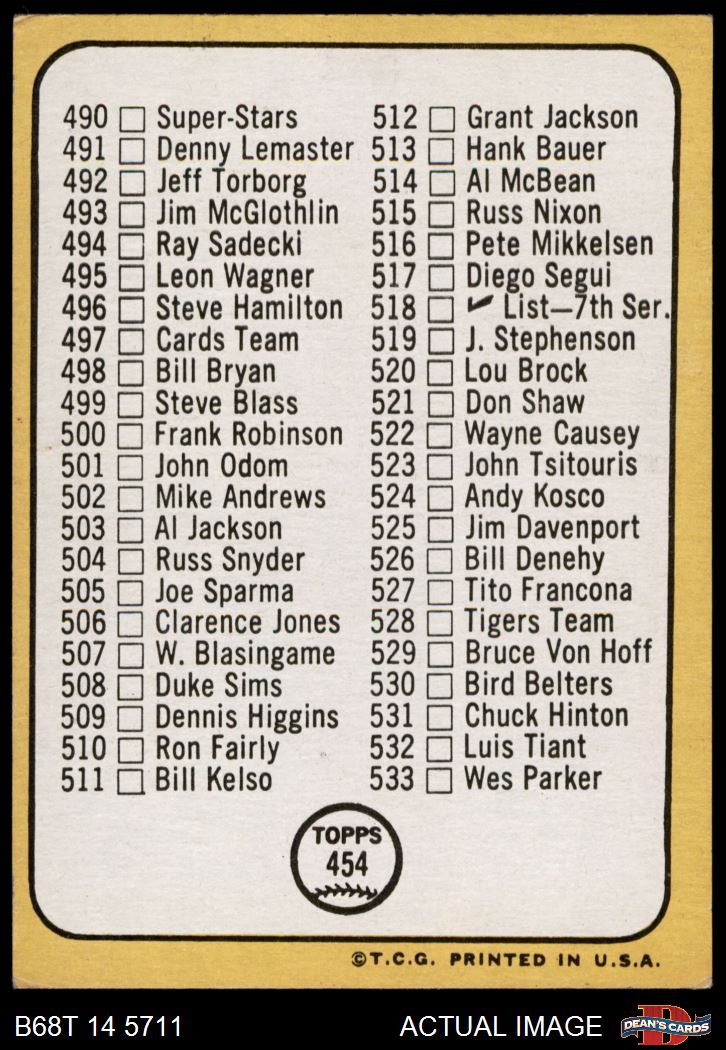 490 Super-Stars
491 Denny Lemaster
492 Jeff Torborg
493 Jim McGlothlin
494 Ray Sadecki
495 Leon Wagner
496 Steve Hamilton
497 Cards Team
498 Bill Bryan
499 Steve Blass
500 Frank Robinson
501 John Odom
502 Mike Andrews
503 Al Jackson
504 Russ Snyder
505 Joe Sparma
506 Clarence Jones
507 W. Blasingame
508 Duke Sims
509 Dennis Higgins
510 Ron Fairly
511 Bill Kelso
512 Grant Jackson
513 Hank Bauer
514 Al McBean
515 Russ Nixon
516 Pete Mikkelsen
517 Diego Segui
518 List—7th Ser.
519 J. Stephenson
520 Lou Brock
521 Don Shaw
522 Wayne Causey
523 John Tsitouris
524 Andy Kosco
525 Jim Davenport
526 Bill Denehy
527 Tito Francona
528 Tigers Team
529 Bruce Von Hoff
530 Bird Belters
531 Chuck Hinton
532 Luis Tiant
533 Wes Parker
TOPPS
454
©T.C.G. PRINTED IN U.S.A.
B68T 14 5711 ACTUAL IMAGE
D
DEAN'S CARDS